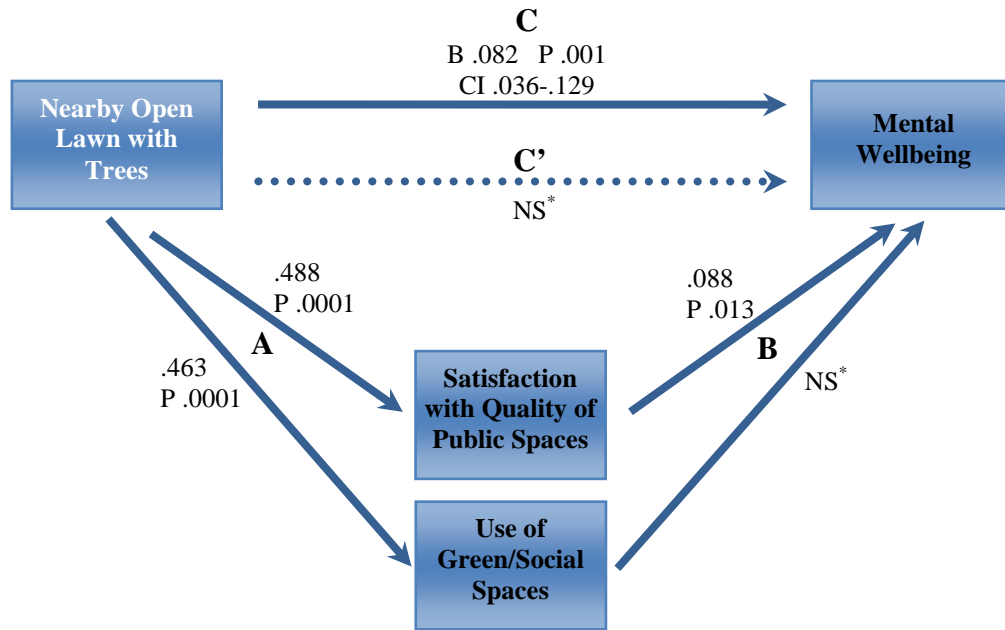 C
B .082 P .001
CI .036-.129
Nearby Open
Lawn with
Trees
Mental
Wellbeing
C’
NS*
.488
P .0001
.088
P .013
A
B
.463
P .0001
NS*
Satisfaction
with Quality of
Public Spaces
Use of
Green/Social
Spaces